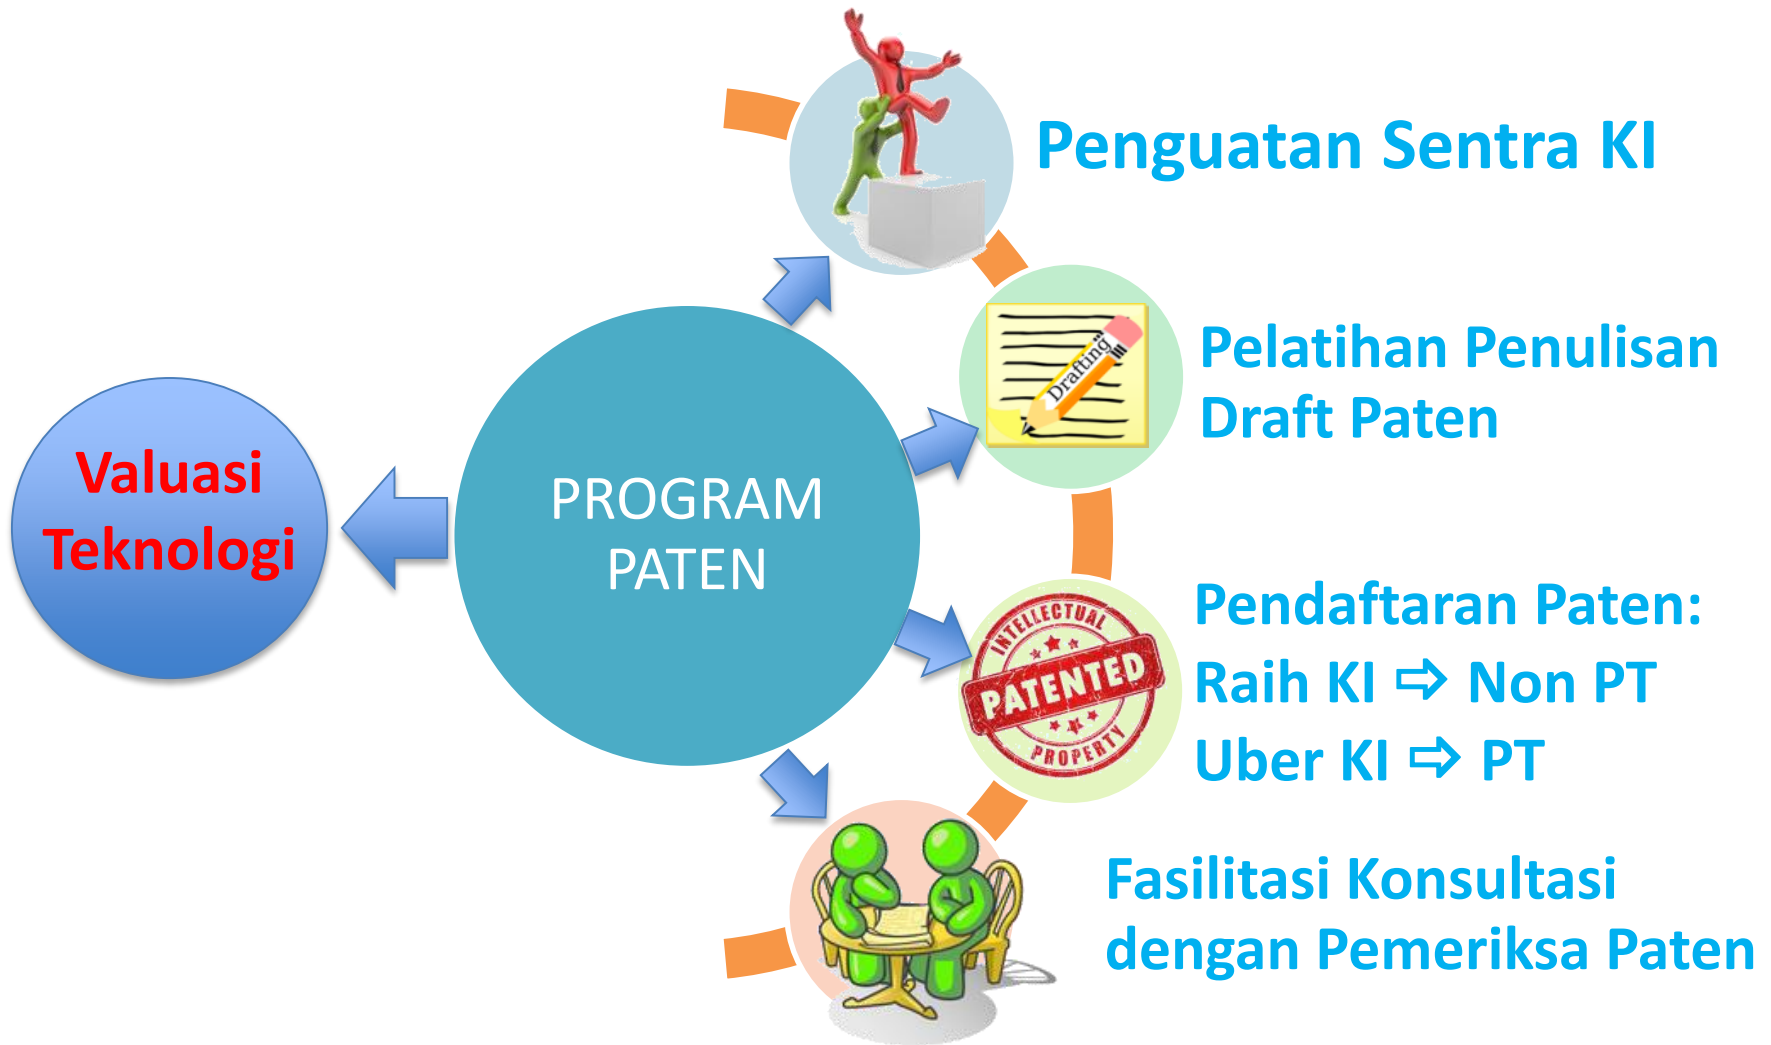 Penguatan Sentra KI
Drafting
Pelatihan Penulisan
Draft Paten
Valuasi
Teknologi
PROGRAM
PATEN
INTELLECTUAL
PATENTED
PROPERTY
Pendaftaran Paten:
Raih KI ⇨ Non PT
Uber KI ⇨ PT
Fasilitasi Konsultasi
dengan Pemeriksa Paten